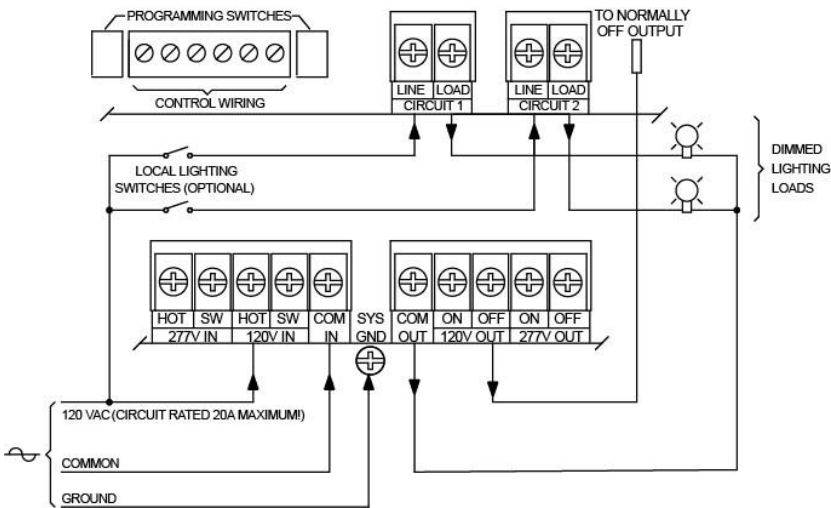 PROGRAMMING SWITCHES
CONTROL WIRING
TO NORMALLY
OFF OUTPUT
LINE LOAD
CIRCUIT 1
LINE LOAD
CIRCUIT 2
LOCAL LIGHTING
SWITCHES (OPTIONAL)
DIMMED
LIGHTING
LOADS
HOT SW HOT SW COM
277V IN 120V IN IN
SYS
GND
COM ON OFF ON OFF
OUT 120V OUT 277V OUT
120 VAC (CIRCUIT RATED 20A MAXIMUM!)
COMMON
GROUND